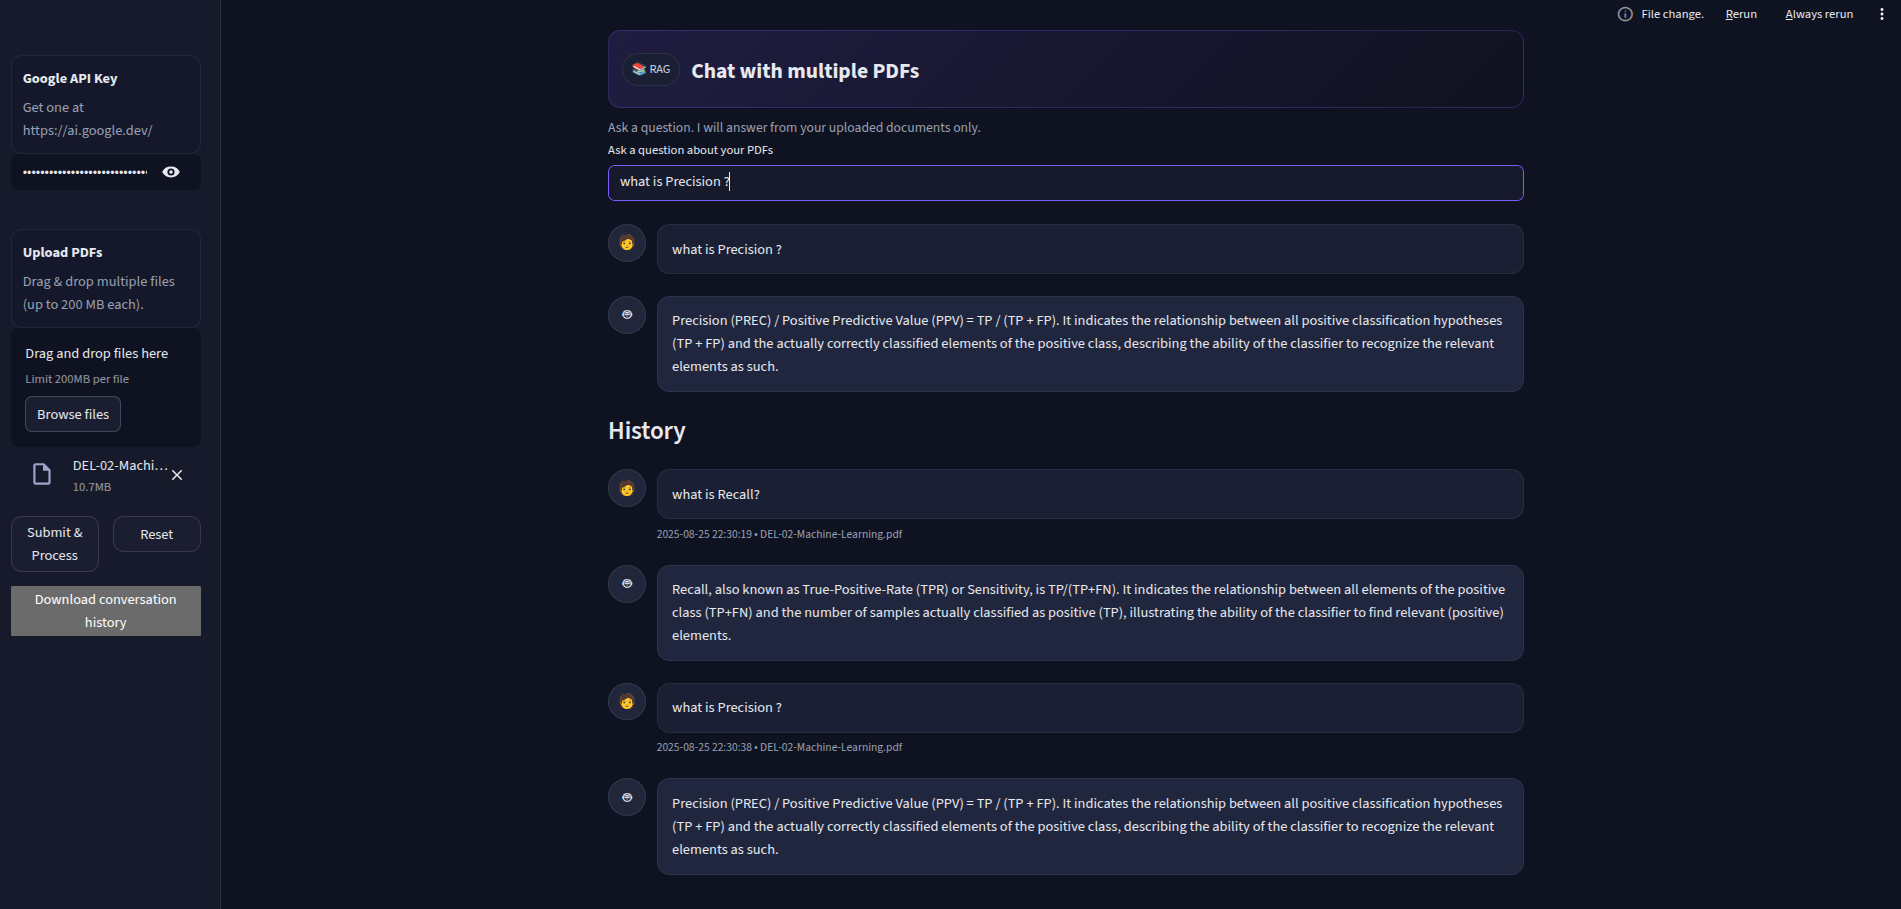 File change.
Rerun
Always rerun
Google API Key
Get one at
https://ai.google.dev/
Upload PDFs
Drag & drop multiple files
(up to 200 MB each).
Drag and drop files here
Limit 200MB per file
Browse files
DEL-02-Machi...
10.7MB
Submit &
Process
Reset
Download conversation
history
RAG
Chat with multiple PDFs
Ask a question. I will answer from your uploaded documents only.
Ask a question about your PDFs
what is Precision ?
what is Precision ?
Precision (PREC) / Positive Predictive Value (PPV) = TP / (TP + FP). It indicates the relationship between all positive classification hypotheses
(TP + FP) and the actually correctly classified elements of the positive class, describing the ability of the classifier to recognize the relevant
elements as such.
History
what is Recall?
2025-08-25 22:30:19 • DEL-02-Machine-Learning.pdf
Recall, also known as True-Positive-Rate (TPR) or Sensitivity, is TP/(TP+FN). It indicates the relationship between all elements of the positive
class (TP+FN) and the number of samples actually classified as positive (TP), illustrating the ability of the classifier to find relevant (positive)
elements.
what is Precision ?
2025-08-25 22:30:38 • DEL-02-Machine-Learning.pdf
Precision (PREC) / Positive Predictive Value (PPV) = TP / (TP + FP). It indicates the relationship between all positive classification hypotheses
(TP + FP) and the actually correctly classified elements of the positive class, describing the ability of the classifier to recognize the relevant
elements as such.